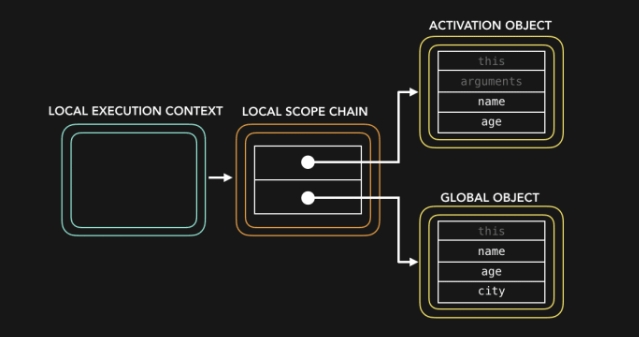 ACTIVATION OBJECT
this
arguments
name
age
LOCAL EXECUTION CONTEXT
LOCAL SCOPE CHAIN
GLOBAL OBJECT
this
name
age
city